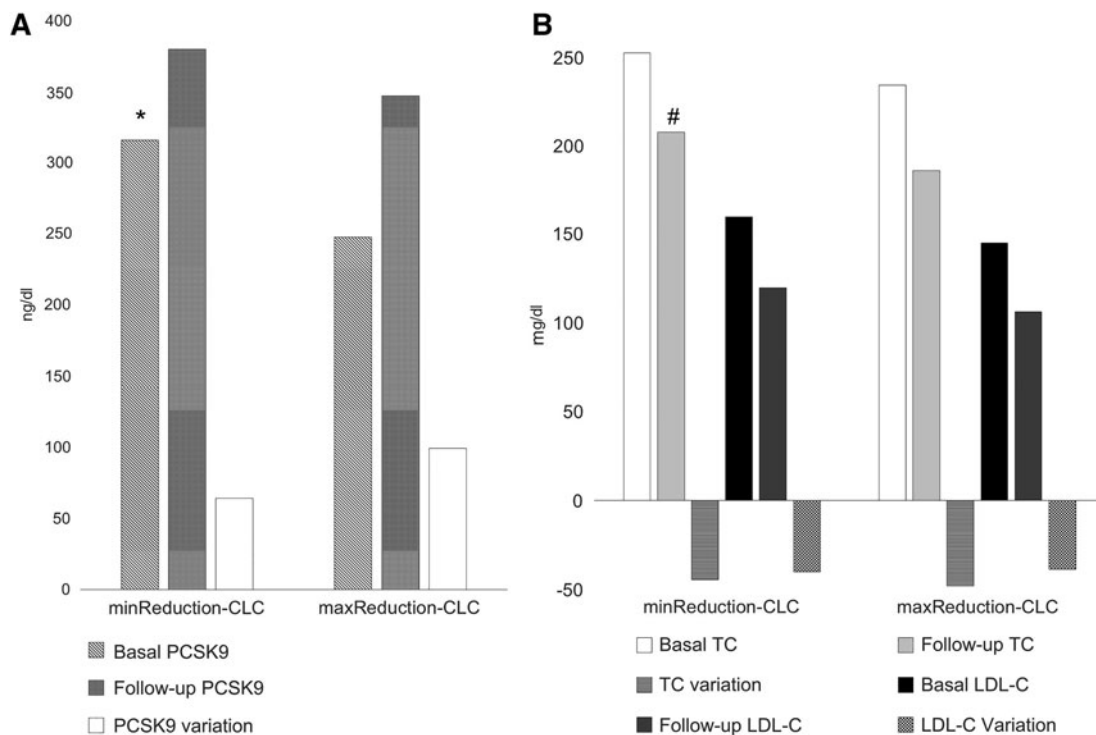 A
400
350
300
250
200
150
100
50
0
ng/dl
*
minReduction-CLC
maxReduction-CLC
Basal PCSK9
Follow-up PCSK9
PCSK9 variation
B
250
200
150
100
50
0
-50
mg/dl
#
minReduction-CLC
maxReduction-CLC
Basal TC
Follow-up TC
TC variation
Basal LDL-C
Follow-up LDL-C
LDL-C Variation